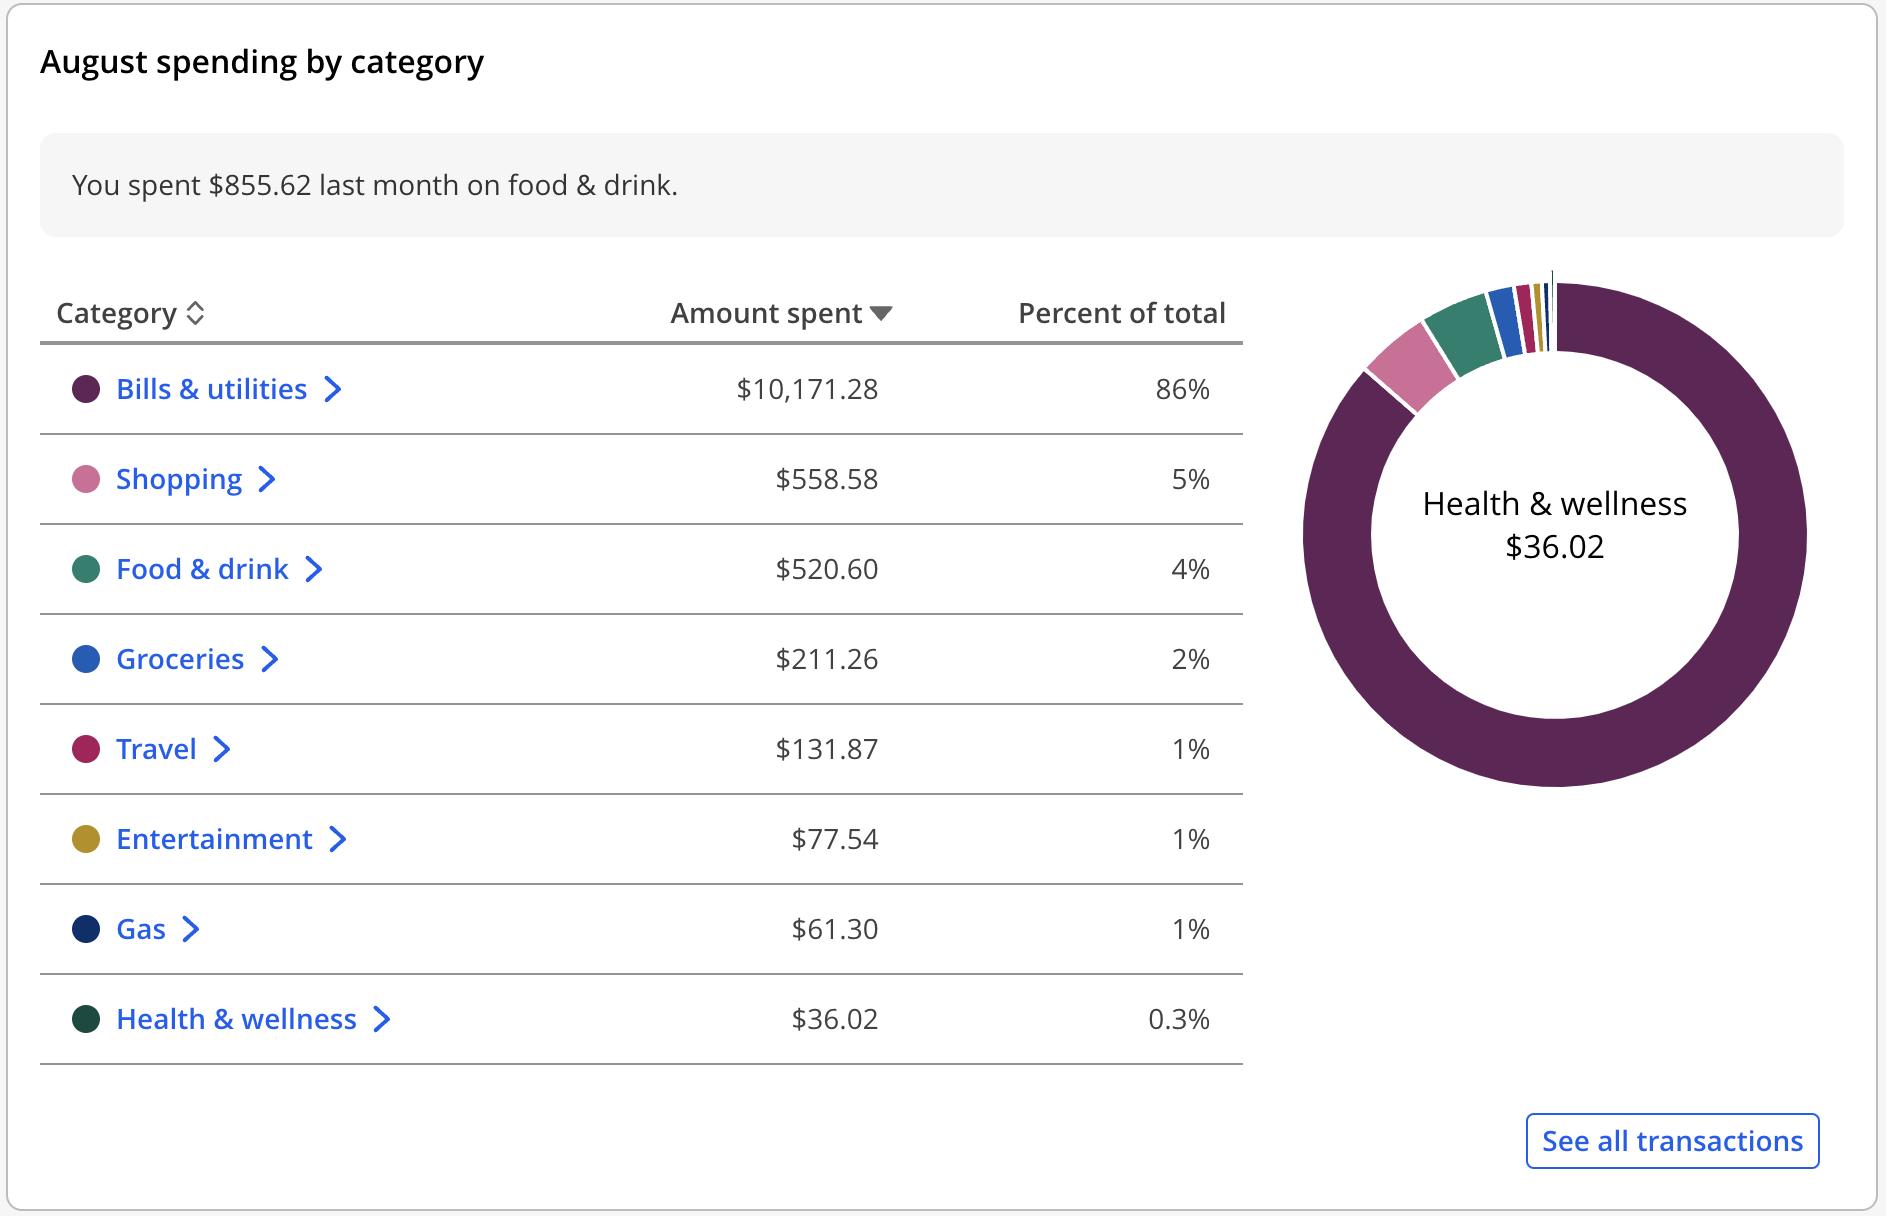 August spending by category
You spent $855.62 last month on food & drink.
Category Amount spent Percent of total
Bills & utilities $10,171.28 86%
Shopping $558.58 5%
Food & drink $520.60 4%
Groceries $211.26 2%
Travel $131.87 1%
Entertainment $77.54 1%
Gas $61.30 1%
Health & wellness $36.02 0.3%
Health & wellness
$36.02
See all transactions